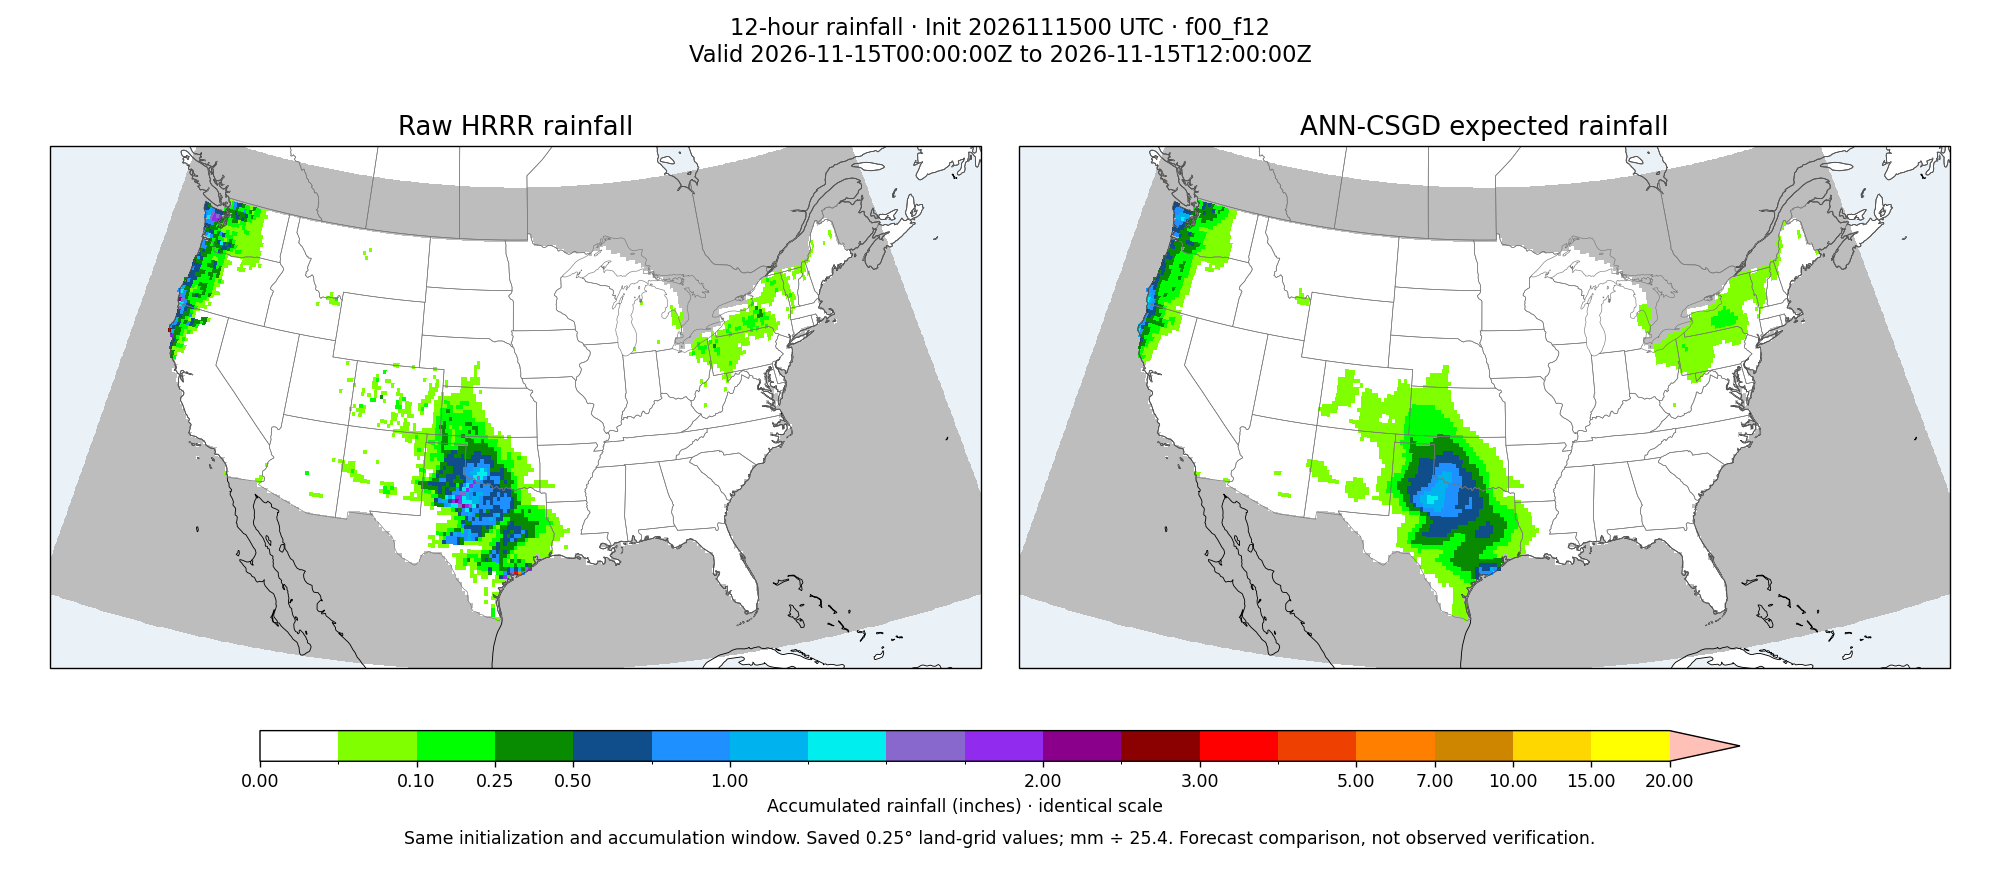 12-hour rainfall · Init 2026111500 UTC · f00_f12
Valid 2026-11-15T00:00:00Z to 2026-11-15T12:00:00Z
Raw HRRR rainfall
ANN-CSGD expected rainfall
0.00 0.10 0.25 0.50 1.00 2.00 3.00 5.00 7.00 10.00 15.00 20.00
Accumulated rainfall (inches) · identical scale
Same initialization and accumulation window. Saved 0.25° land-grid values; mm ÷ 25.4. Forecast comparison, not observed verification.